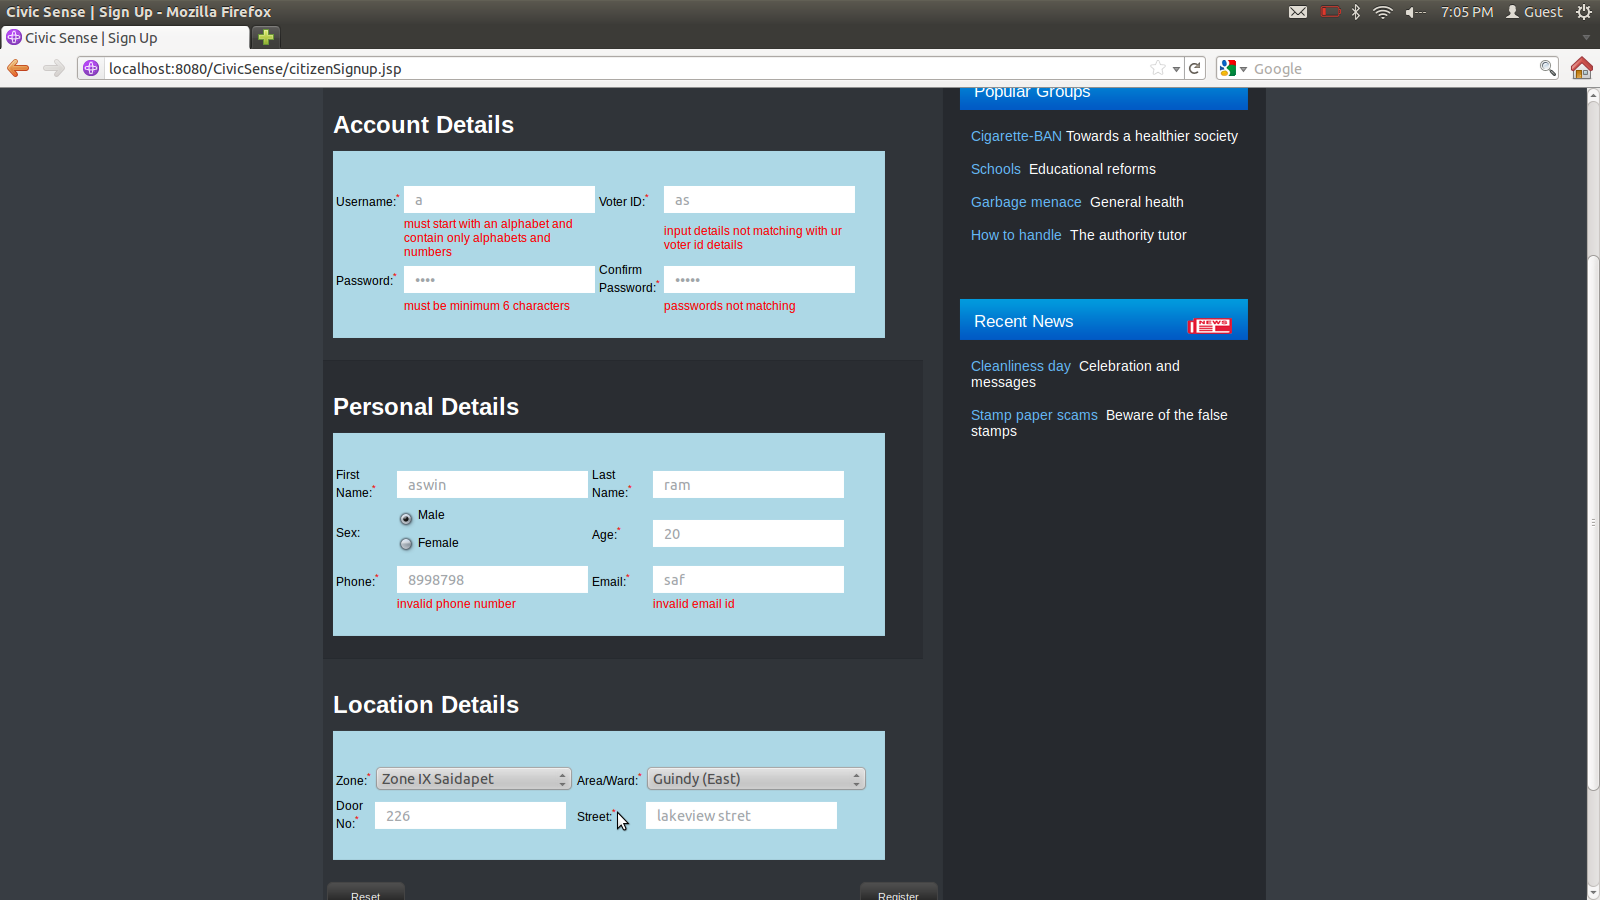 Civic Sense | Sign Up - Mozilla Firefox
7:05 PM Guest
Civic Sense | Sign Up
localhost:8080/CivicSense/citizenSignup.jsp
Google
Account Details
Username:* a Voter ID:* as
must start with an alphabet and
contain only alphabets and
numbers
input details not matching with ur
voter id details
Password:* •••• Confirm
Password:* •••••
must be minimum 6 characters passwords not matching
Personal Details
First
Name:* aswin Last
Name:* ram
Sex: Male
Female
Age:* 20
Phone:* 8998798 Email:* saf
invalid phone number invalid email id
Location Details
Zone:* Zone IX Saidapet Area/Ward:* Guindy (East)
Door
No:* 226 Street:* lakeview stret
Reset Register
Popular Groups
Cigarette-BAN Towards a healthier society
Schools Educational reforms
Garbage menace General health
How to handle The authority tutor
Recent News NEWS
Cleanliness day Celebration and
messages
Stamp paper scams Beware of the false
stamps